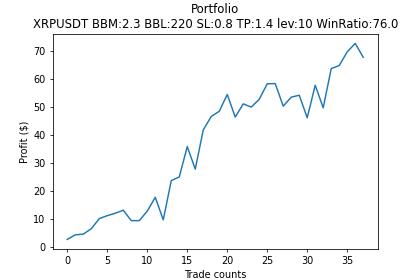 Portfolio
XRPUSDT BBM:2.3 BBL:220 SL:0.8 TP:1.4 lev:10 WinRatio:76.0
70
60
50
40
30
20
10
0
Profit ($)
0 5 10 15 20 25 30 35
Trade counts